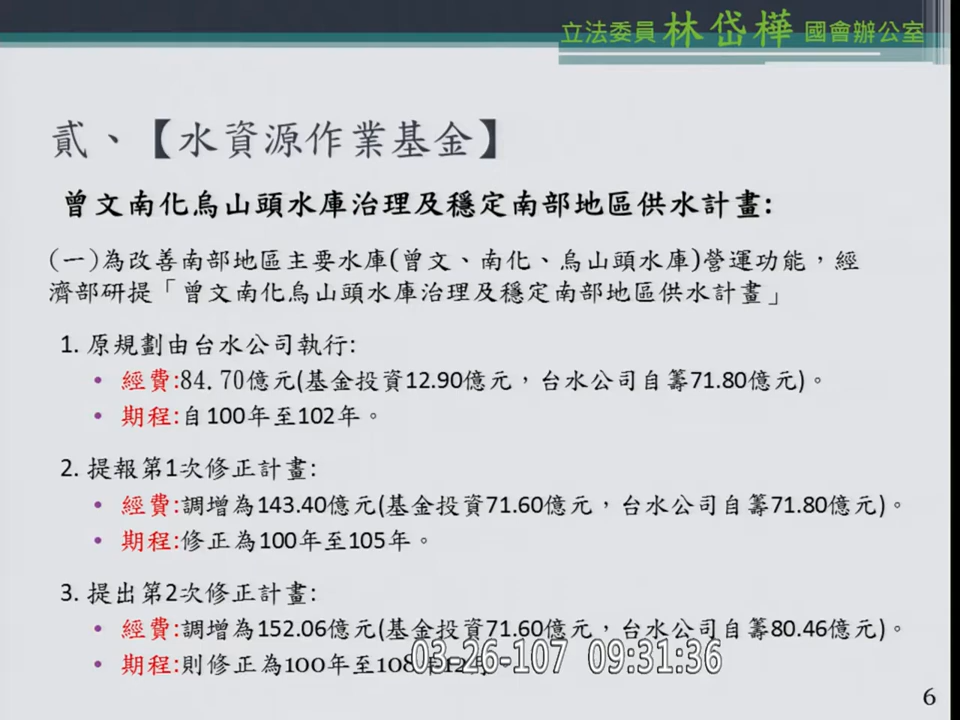 立法委員 林岱樺 國會辦公室
貳、【水資源作業基金】
曾文南化烏山頭水庫治理及穩定南部地區供水計畫:
(一)為改善南部地區主要水庫(曾文、南化、烏山頭水庫)營運功能，經
濟部研提「曾文南化烏山頭水庫治理及穩定南部地區供水計畫」
1. 原規劃由台水公司執行:
• 經費:84.70億元(基金投資12.90億元，台水公司自籌71.80億元)。
• 期程:自100年至102年。
2. 提報第1次修正計畫:
• 經費:調增為143.40億元(基金投資71.60億元，台水公司自籌71.80億元)。
• 期程:修正為100年至105年。
3. 提出第2次修正計畫:
• 經費:調增為152.06億元(基金投資71.60億元，台水公司自籌80.46億元)。
• 期程:則修正為100年至108年12月
03-26-107 09:31:36
6